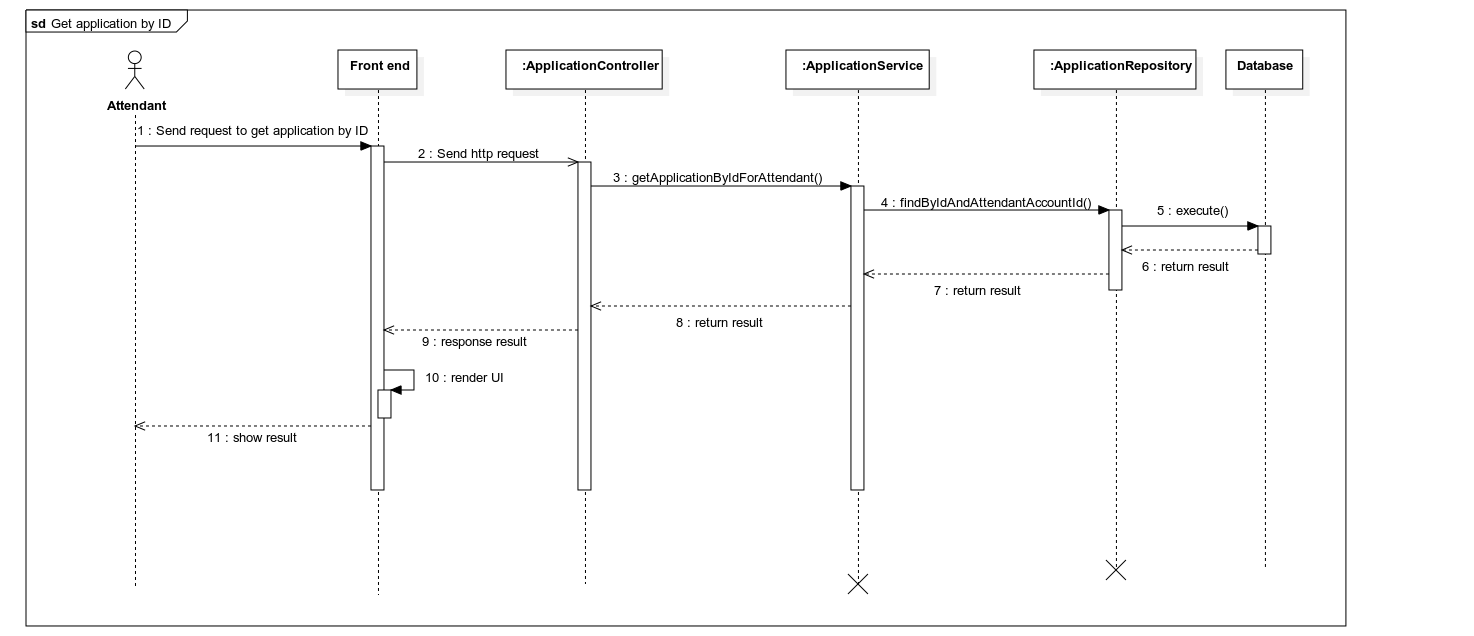 sd Get application by ID
Attendant
Front end
:ApplicationController
:ApplicationService
:ApplicationRepository
Database
1 : Send request to get application by ID
2 : Send http request
3 : getApplicationByIdForAttendant()
4 : findByIdAndAttendantAccountId()
5 : execute()
6 : return result
7 : return result
8 : return result
9 : response result
10 : render UI
11 : show result